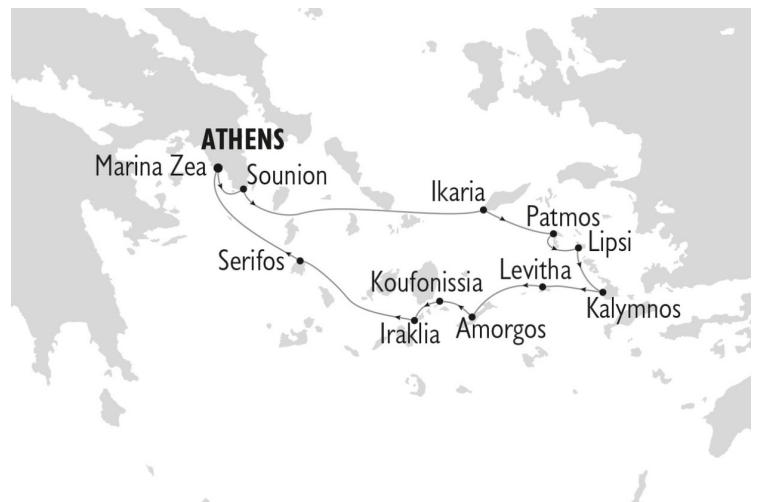 ATHENS
Marina Zea
Sounion
Ikaria
Patmos
Lipsi
Serifos
Koufonissia
Levitha
Kalymnos
Iraklia
Amorgos